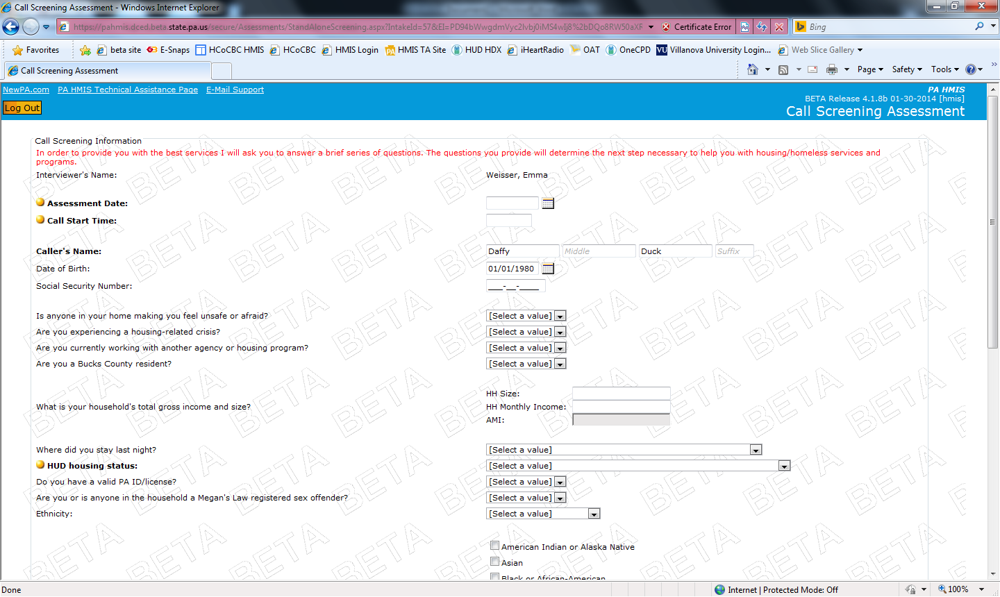 Call Screening Assessment - Windows Internet Explorer
https://pahmis.dced.beta.state.pa.us/secure/Assessments/StandAloneScreening.aspx?IntakeId=57&EI=
Certificate Error
Bing
Favorites
beta site
E-Snaps
HCoCBC HMIS
HCoCBC
HMIS Login
HMIS TA Site
HUD HDX
iHeartRadio
OAT
OneCPD
Villanova University Login...
Web Slice Gallery
Call Screening Assessment
Page
Safety
Tools
NewPA.com PA HMIS Technical Assistance Page E-Mail Support
PA HMIS
BETA Release 4.1.8b 01-30-2014 [hmis]
Log Out
Call Screening Assessment
Call Screening Information
In order to provide you with the best services I will ask you to answer a brief series of questions. The questions you provide will determine the next step necessary to help you with housing/homeless services and
programs.
Interviewer's Name: Weisser, Emma
Assessment Date:
Call Start Time:
Caller's Name: Daffy Middle Duck Suffix
Date of Birth: 01/01/1980
Social Security Number: ___-__-____
Is anyone in your home making you feel unsafe or afraid? [Select a value]
Are you experiencing a housing-related crisis? [Select a value]
Are you currently working with another agency or housing program? [Select a value]
Are you a Bucks County resident? [Select a value]
HH Size:
What is your household's total gross income and size? HH Monthly Income:
AMI:
Where did you stay last night? [Select a value]
HUD housing status: [Select a value]
Do you have a valid PA ID/license? [Select a value]
Are you or is anyone in the household a Megan's Law registered sex offender? [Select a value]
Ethnicity: [Select a value]
American Indian or Alaska Native
Asian
Black or African-American
BETA
Done
Internet | Protected Mode: Off
100%